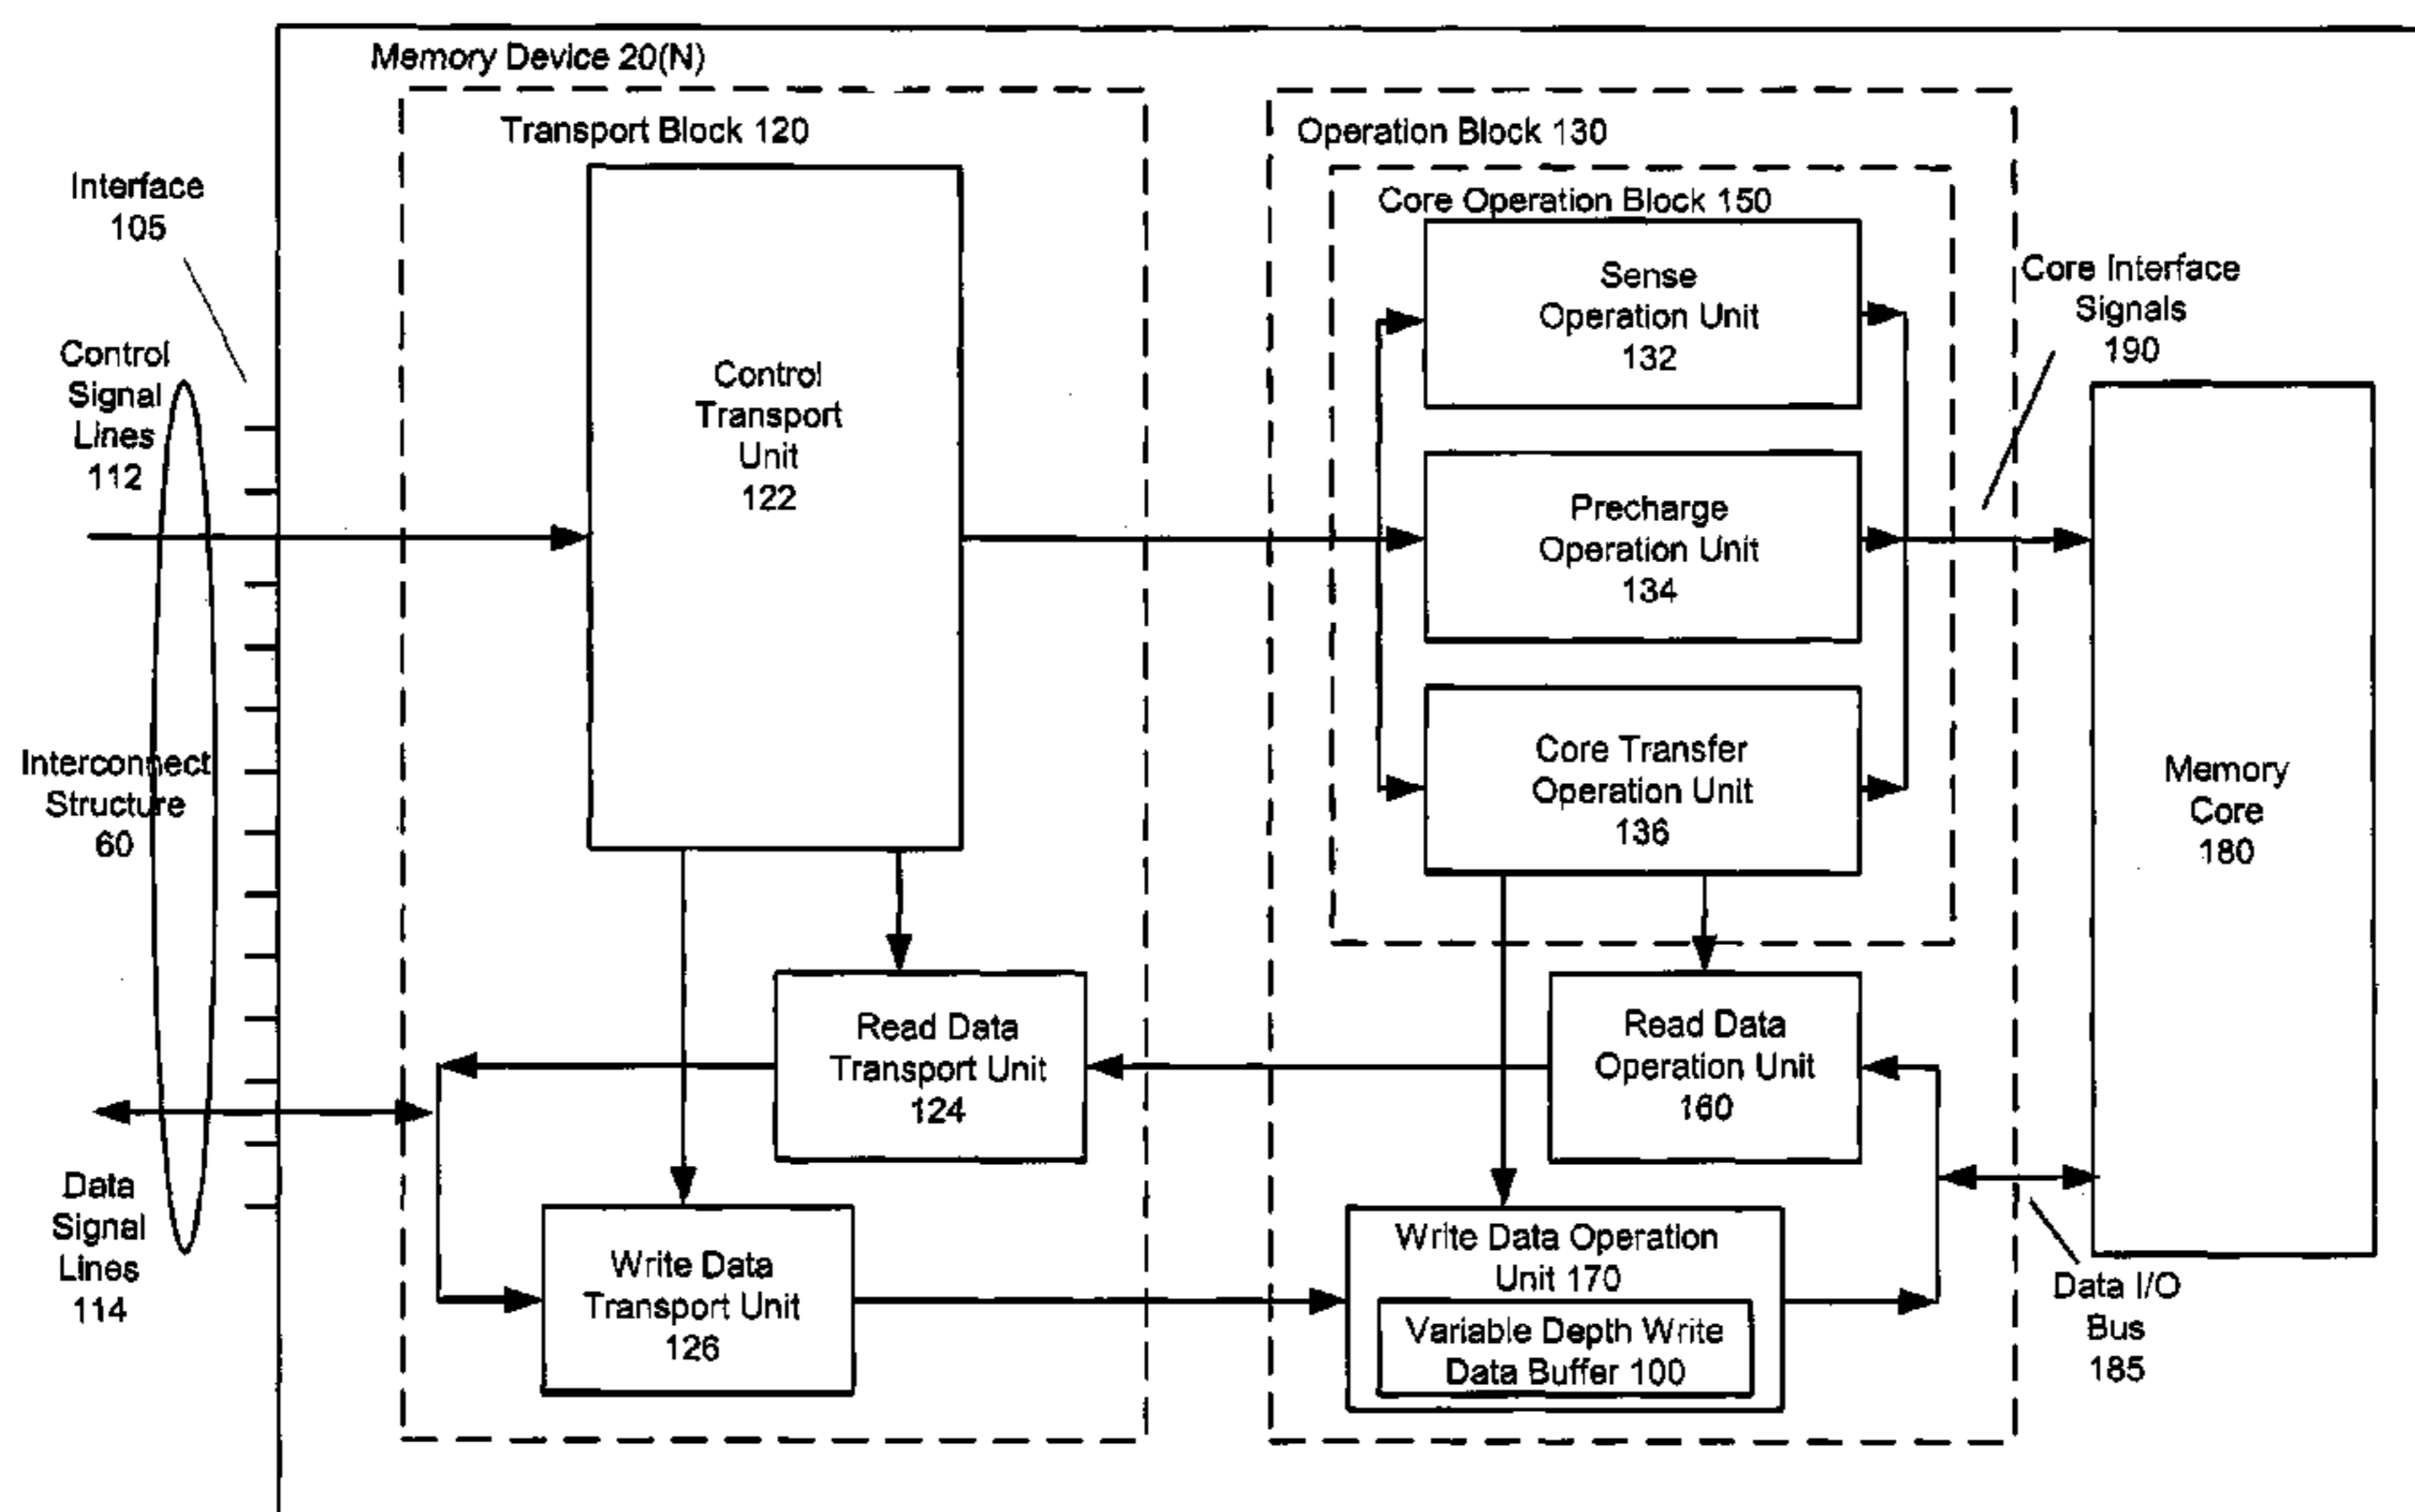 Memory Device 20(N)
Transport Block 120
Operation Block 130
Interface
105
Core Operation Block 150
Control
Signal
Lines
112
Control
Transport
Unit
122
Sense
Operation Unit
132
Core Interface
Signals
190
Precharge
Operation Unit
134
Interconnect
Structure
60
Core Transfer
Operation Unit
136
Memory
Core
180
Read Data
Transport Unit
124
Read Data
Operation Unit
160
Data
Signal
Lines
114
Write Data
Transport Unit
126
Write Data Operation
Unit 170
Variable Depth Write
Data Buffer 100
Data I/O
Bus
185